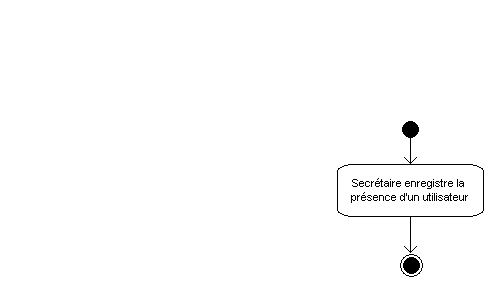 Secrétaire enregistre la
présence d'un utilisateur